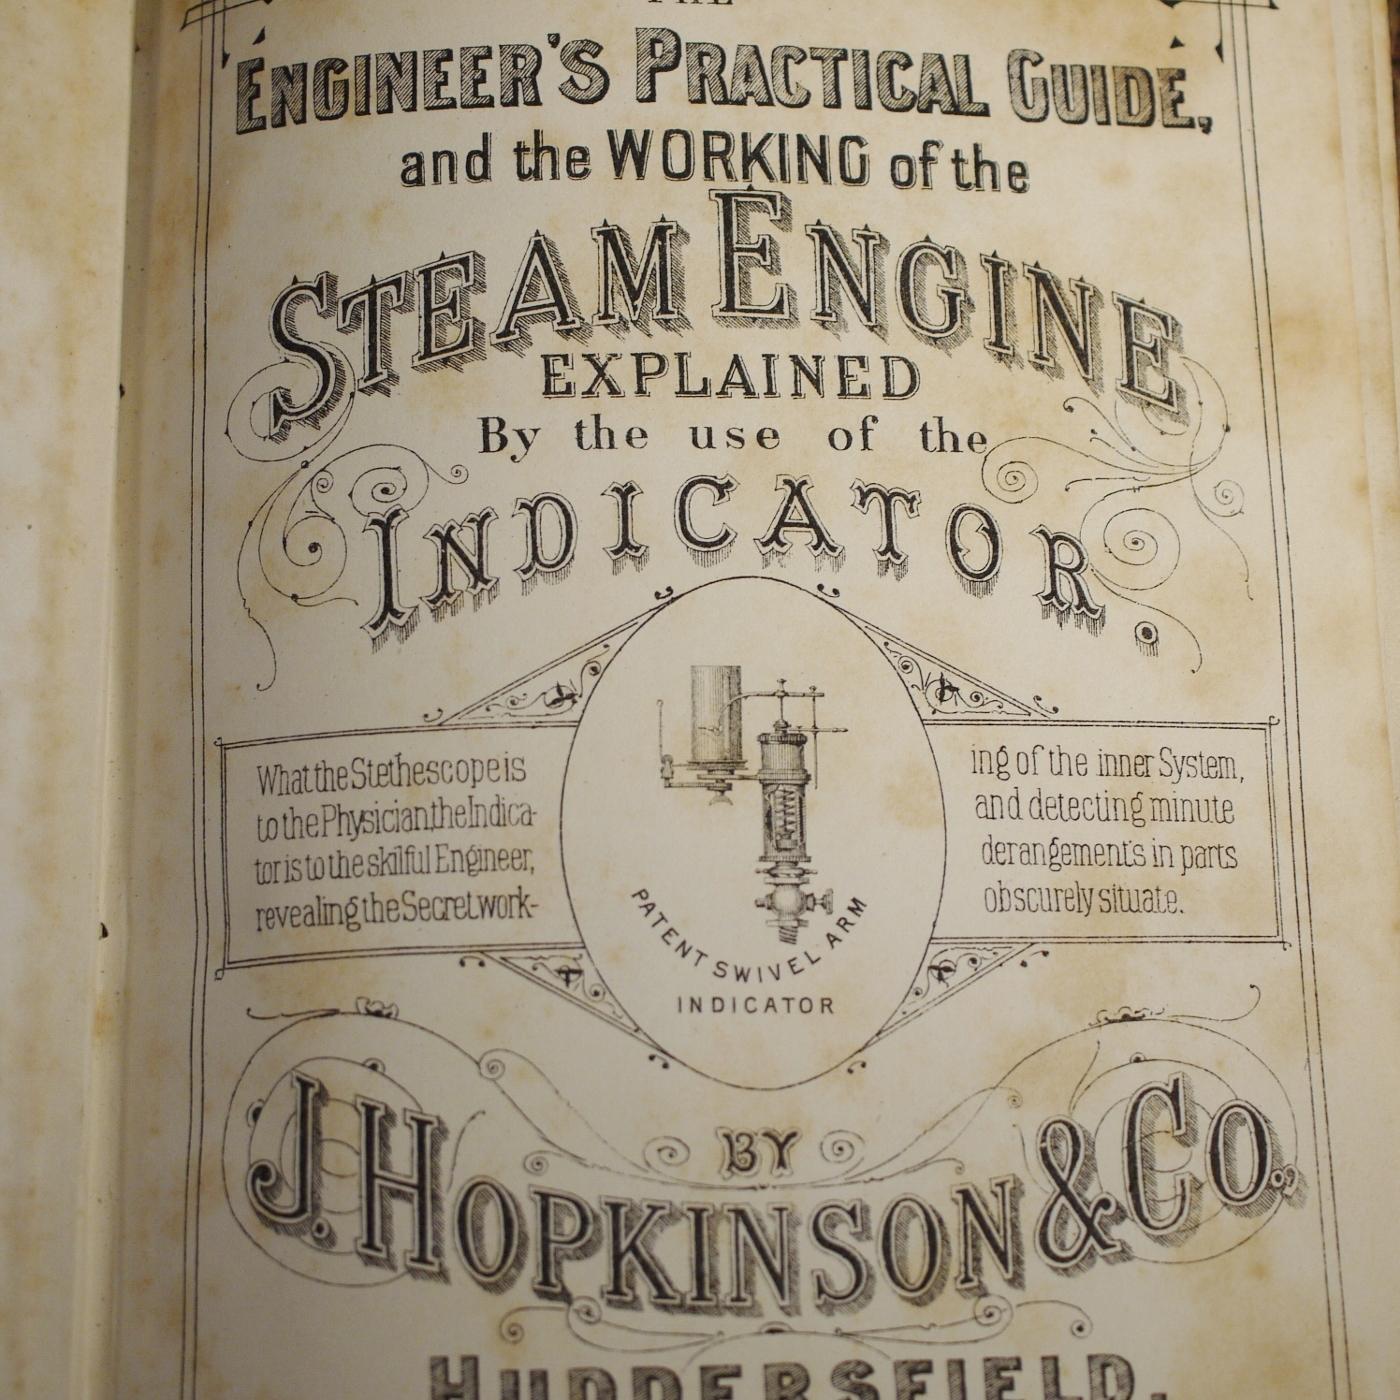 THE
ENGINEER'S PRACTICAL GUIDE,
and the WORKING of the
STEAM ENGINE
EXPLAINED
By the use of the
INDICATOR.
What the Stethescope is
to the Physician, the Indica-
tor is to the skilful Engineer,
revealing the Secret work-
ing of the inner System,
and detecting minute
derangements in parts
obscurely situate.
PATENT SWIVEL ARM
INDICATOR
BY
J. HOPKINSON & CO.,
HUDDERSFIELD.